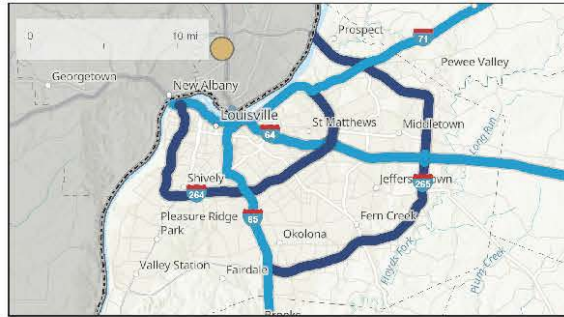 0 10 mi
Prospect
71
Pewee Valley
Georgetown
New Albany
Louisville
St Matthews
Middletown
64
Long Run
Shively
264
Jeffersontown
265
Pleasure Ridge
Park
65
Fern Creek
Okolona
Floyds Fork
Valley Station
Fairdale
Plum Creek
Brooks